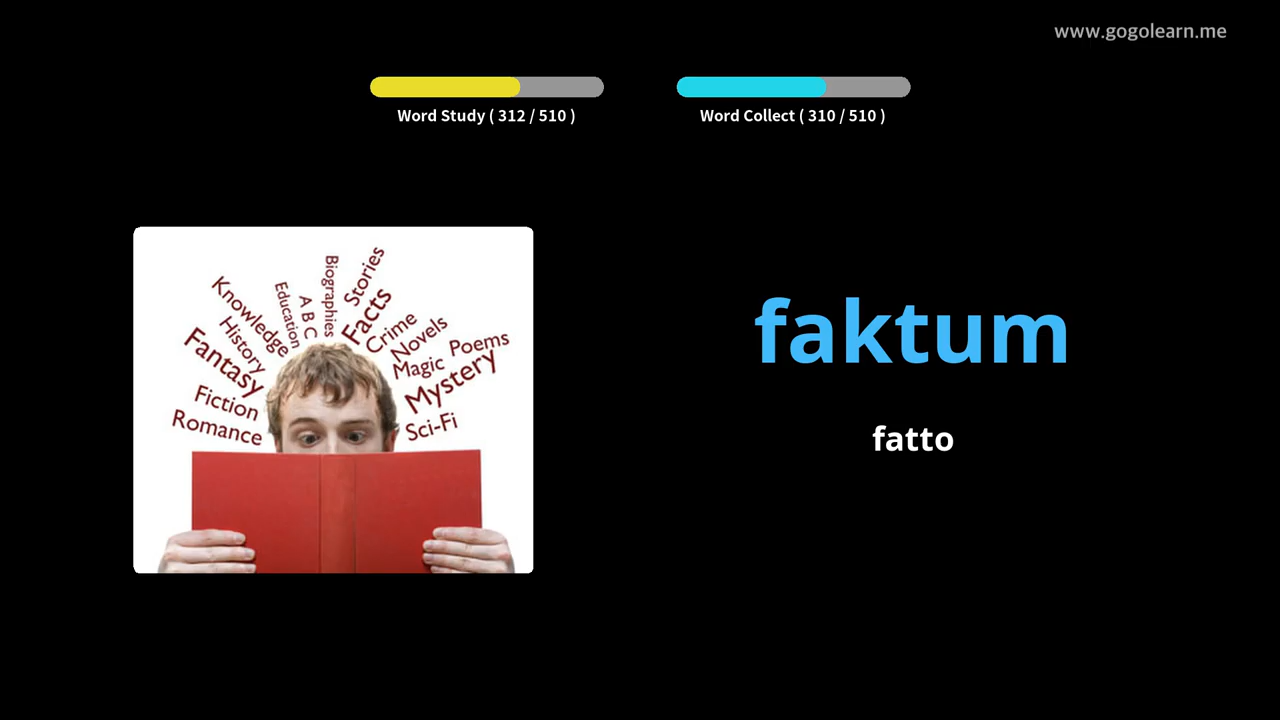 www.gogolearn.me
Word Study ( 312 / 510 )
Word Collect ( 310 / 510 )
Knowledge
Education
A B C
Biographies
Stories
Facts
Crime
Novels
Poems
History
Fantasy
Magic
Mystery
Fiction
Romance
Sci-Fi
faktum
fatto